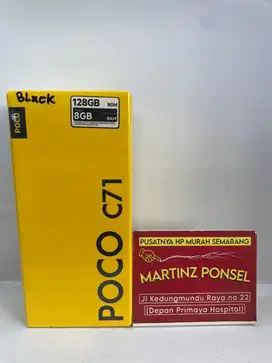 BLACK
POCO
128GB ROM
8GB RAM
POCO C71
PUSATNYA HP MURAH SEMARANG
MARTINZ PONSEL
Jl Kedungmundu Raya no 22
(Depan Primaya Hospital)